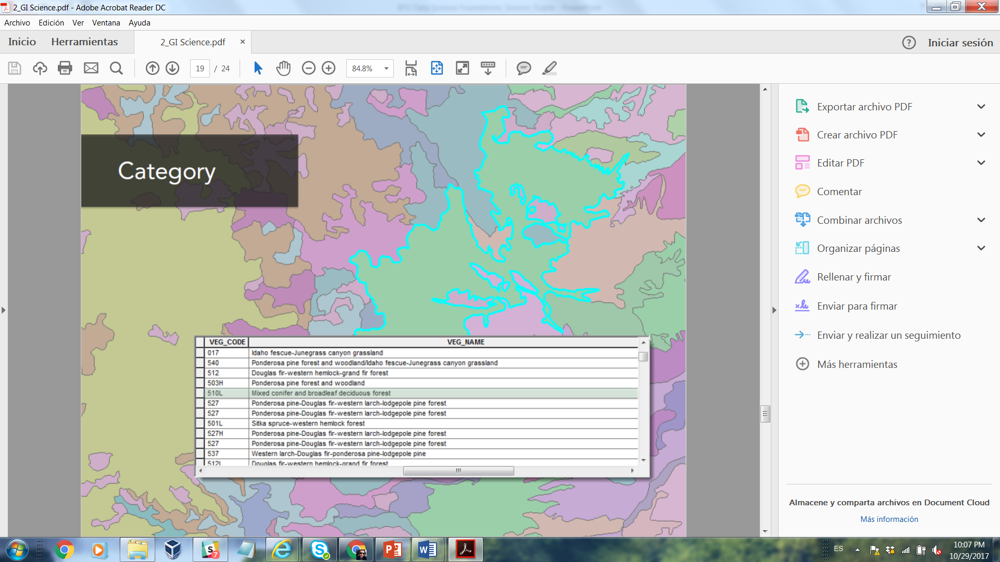 2_GI Science.pdf - Adobe Acrobat Reader DC
Archivo Edición Ver Ventana Ayuda
Inicio Herramientas 2_GI Science.pdf × Iniciar sesión
19 / 24 84.8%
Exportar archivo PDF
Crear archivo PDF
Editar PDF
Comentar
Combinar archivos
Organizar páginas
Rellenar y firmar
Enviar para firmar
Enviar y realizar un seguimiento
Más herramientas
Category
VEG_CODE VEG_NAME
017 Idaho fescue-Junegrass canyon grassland
540 Ponderosa pine forest and woodland/Idaho fescue-Junegrass canyon grassland
512 Douglas fir-western hemlock-grand fir forest
503H Ponderosa pine forest and woodland
510L Mixed conifer and broadleaf deciduous forest
527 Ponderosa pine-Douglas fir-western larch-lodgepole pine forest
527 Ponderosa pine-Douglas fir-western larch-lodgepole pine forest
501L Sitka spruce-western hemlock forest
527H Ponderosa pine-Douglas fir-western larch-lodgepole pine forest
527 Ponderosa pine-Douglas fir-western larch-lodgepole pine forest
537 Western larch-Douglas fir-ponderosa pine-lodgepole pine
Douglas fir-western hemlock-grand fir forest
Almacene y comparta archivos en Document Cloud
Más información
7
ES
10:07 PM
10/29/2017